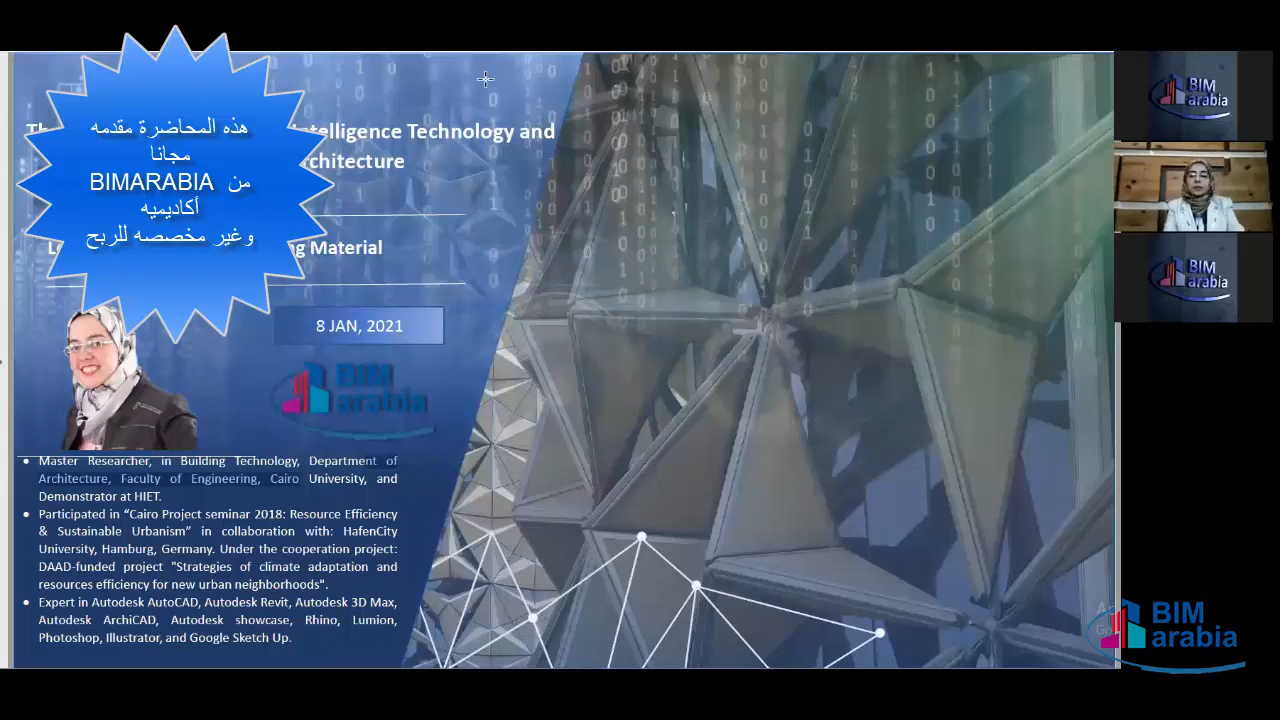 هذه المحاضرة مقدمه
مجانا
من BIMARABIA
أكاديميه
وغير مخصصه للربح
Intelligence Technology and
rchitecture
g Material
8 JAN, 2021
BIM
arabia
● Master Researcher, in Building Technology, Department of
Architecture, Faculty of Engineering, Cairo University, and
Demonstrator at HIET.
● Participated in “Cairo Project seminar 2018: Resource Efficiency
& Sustainable Urbanism” in collaboration with: HafenCity
University, Hamburg, Germany. Under the cooperation project:
DAAD-funded project "Strategies of climate adaptation and
resources efficiency for new urban neighborhoods".
● Expert in Autodesk AutoCAD, Autodesk Revit, Autodesk 3D Max,
Autodesk ArchiCAD, Autodesk showcase, Rhino, Lumion,
Photoshop, Illustrator, and Google Sketch Up.
BIM
arabia
BIM
arabia
BIM
arabia